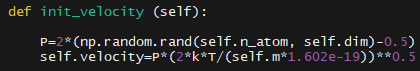 def init_velocity (self):
P=2*(np.random.rand(self.n_atom, self.dim)-0.5)
self.velocity=P*(2*k*T/(self.m*1.602e-19))**0.5